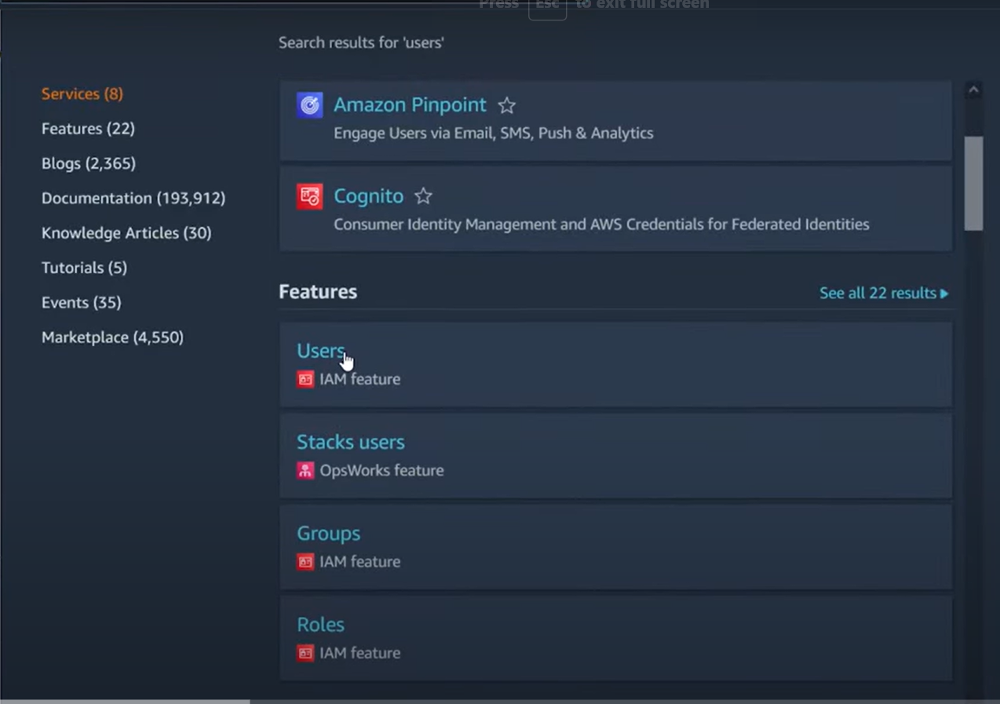 Press Esc to exit full screen
Search results for 'users'
Services (8)
Features (22)
Blogs (2,365)
Documentation (193,912)
Knowledge Articles (30)
Tutorials (5)
Events (35)
Marketplace (4,550)
Amazon Pinpoint
Engage Users via Email, SMS, Push & Analytics
Cognito
Consumer Identity Management and AWS Credentials for Federated Identities
Features
See all 22 results
Users
IAM feature
Stacks users
OpsWorks feature
Groups
IAM feature
Roles
IAM feature